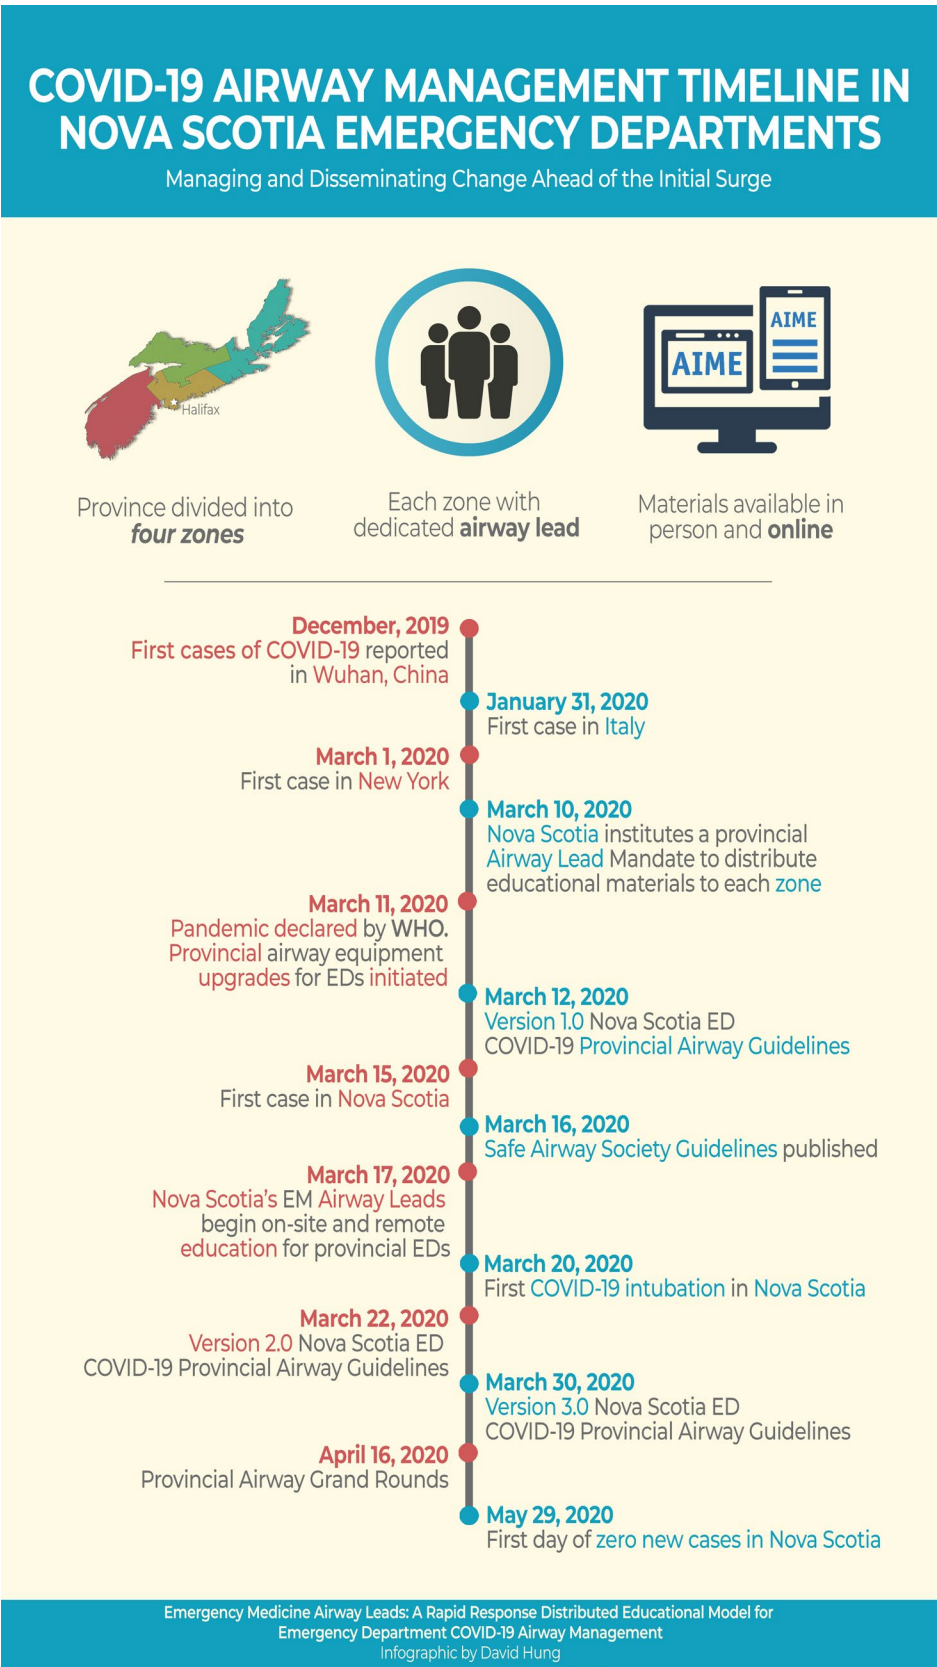 COVID-19 AIRWAY MANAGEMENT TIMELINE IN
NOVA SCOTIA EMERGENCY DEPARTMENTS
Managing and Disseminating Change Ahead of the Initial Surge
Halifax
AIME
AIME
Province divided into
four zones
Each zone with
dedicated airway lead
Materials available in
person and online
December, 2019
First cases of COVID-19 reported
in Wuhan, China
January 31, 2020
First case in Italy
March 1, 2020
First case in New York
March 10, 2020
Nova Scotia institutes a provincial
Airway Lead Mandate to distribute
educational materials to each zone
March 11, 2020
Pandemic declared by WHO.
Provincial airway equipment
upgrades for EDs initiated
March 12, 2020
Version 1.0 Nova Scotia ED
COVID-19 Provincial Airway Guidelines
March 15, 2020
First case in Nova Scotia
March 16, 2020
Safe Airway Society Guidelines published
March 17, 2020
Nova Scotia's EM Airway Leads
begin on-site and remote
education for provincial EDs
March 20, 2020
First COVID-19 intubation in Nova Scotia
March 22, 2020
Version 2.0 Nova Scotia ED
COVID-19 Provincial Airway Guidelines
March 30, 2020
Version 3.0 Nova Scotia ED
COVID-19 Provincial Airway Guidelines
April 16, 2020
Provincial Airway Grand Rounds
May 29, 2020
First day of zero new cases in Nova Scotia
Emergency Medicine Airway Leads: A Rapid Response Distributed Educational Model for
Emergency Department COVID-19 Airway Management
Infographic by David Hung